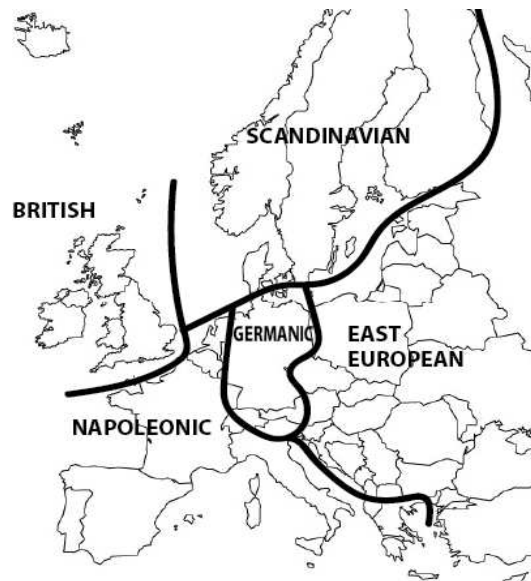 SCANDINAVIAN
BRITISH
GERMANIC
EAST
EUROPEAN
NAPOLEONIC